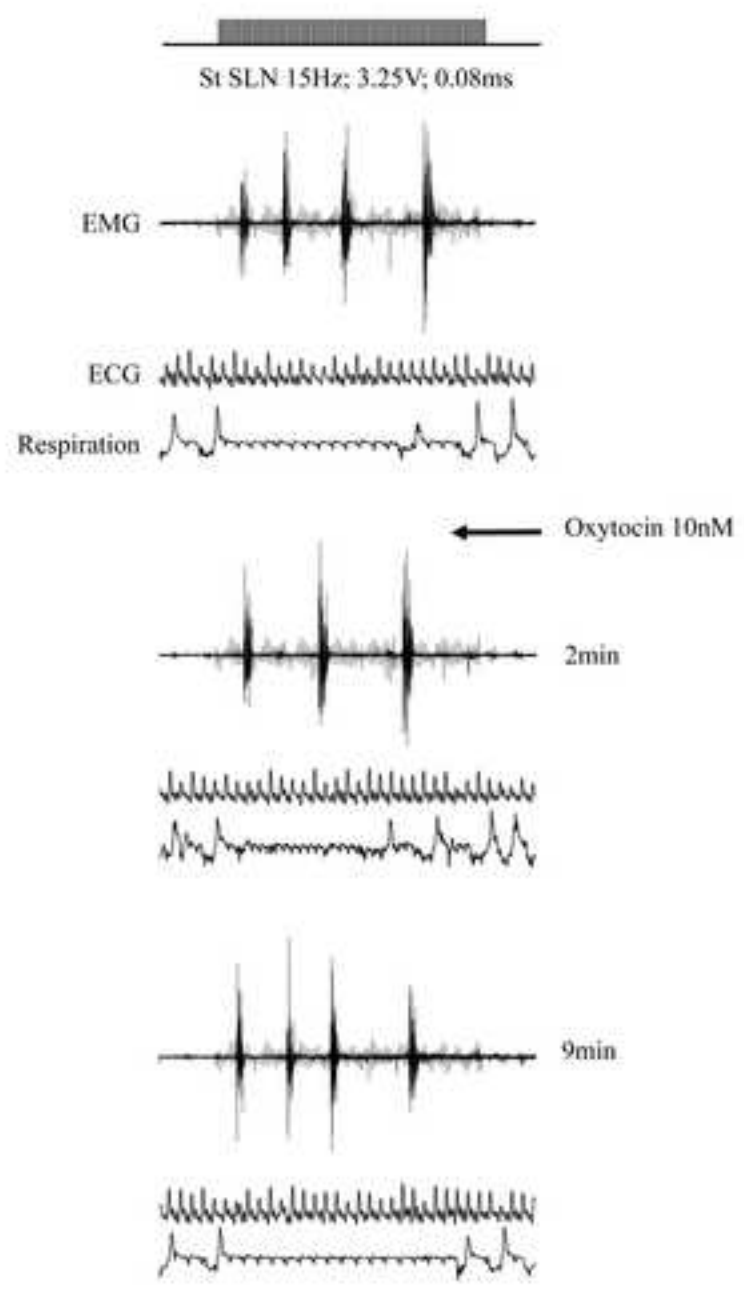 St SLN 15Hz; 3.25V; 0.08ms
EMG
ECG
Respiration
Oxytocin 10nM
2min
9min